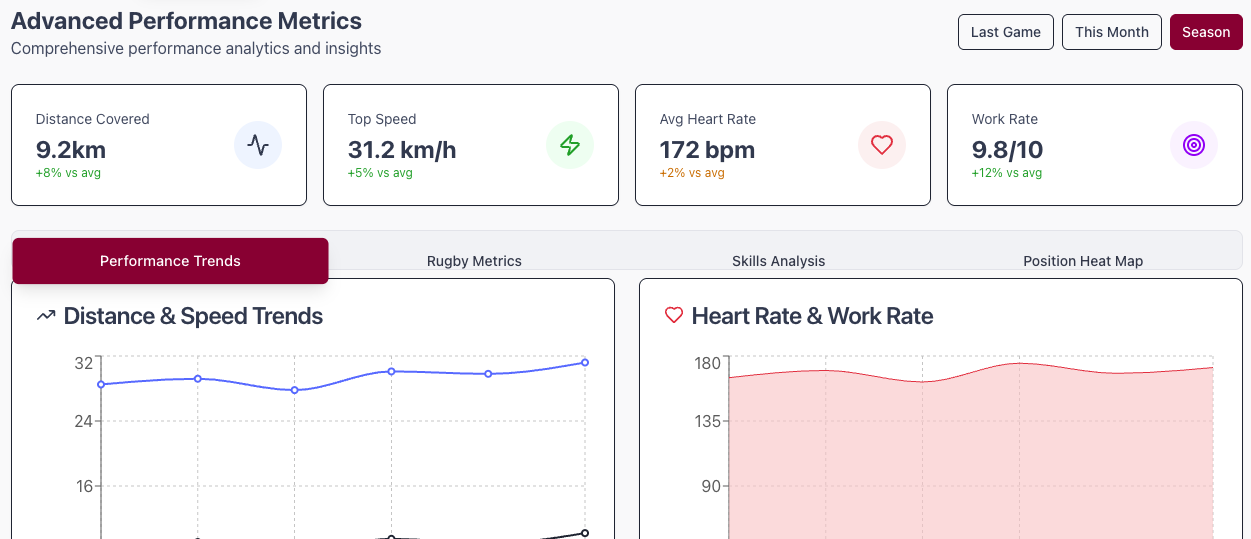 Advanced Performance Metrics
Comprehensive performance analytics and insights
Last Game
This Month
Season
Distance Covered
9.2km
+8% vs avg
Top Speed
31.2 km/h
+5% vs avg
Avg Heart Rate
172 bpm
+2% vs avg
Work Rate
9.8/10
+12% vs avg
Performance Trends
Rugby Metrics
Skills Analysis
Position Heat Map
Distance & Speed Trends
32
24
16
Heart Rate & Work Rate
180
135
90